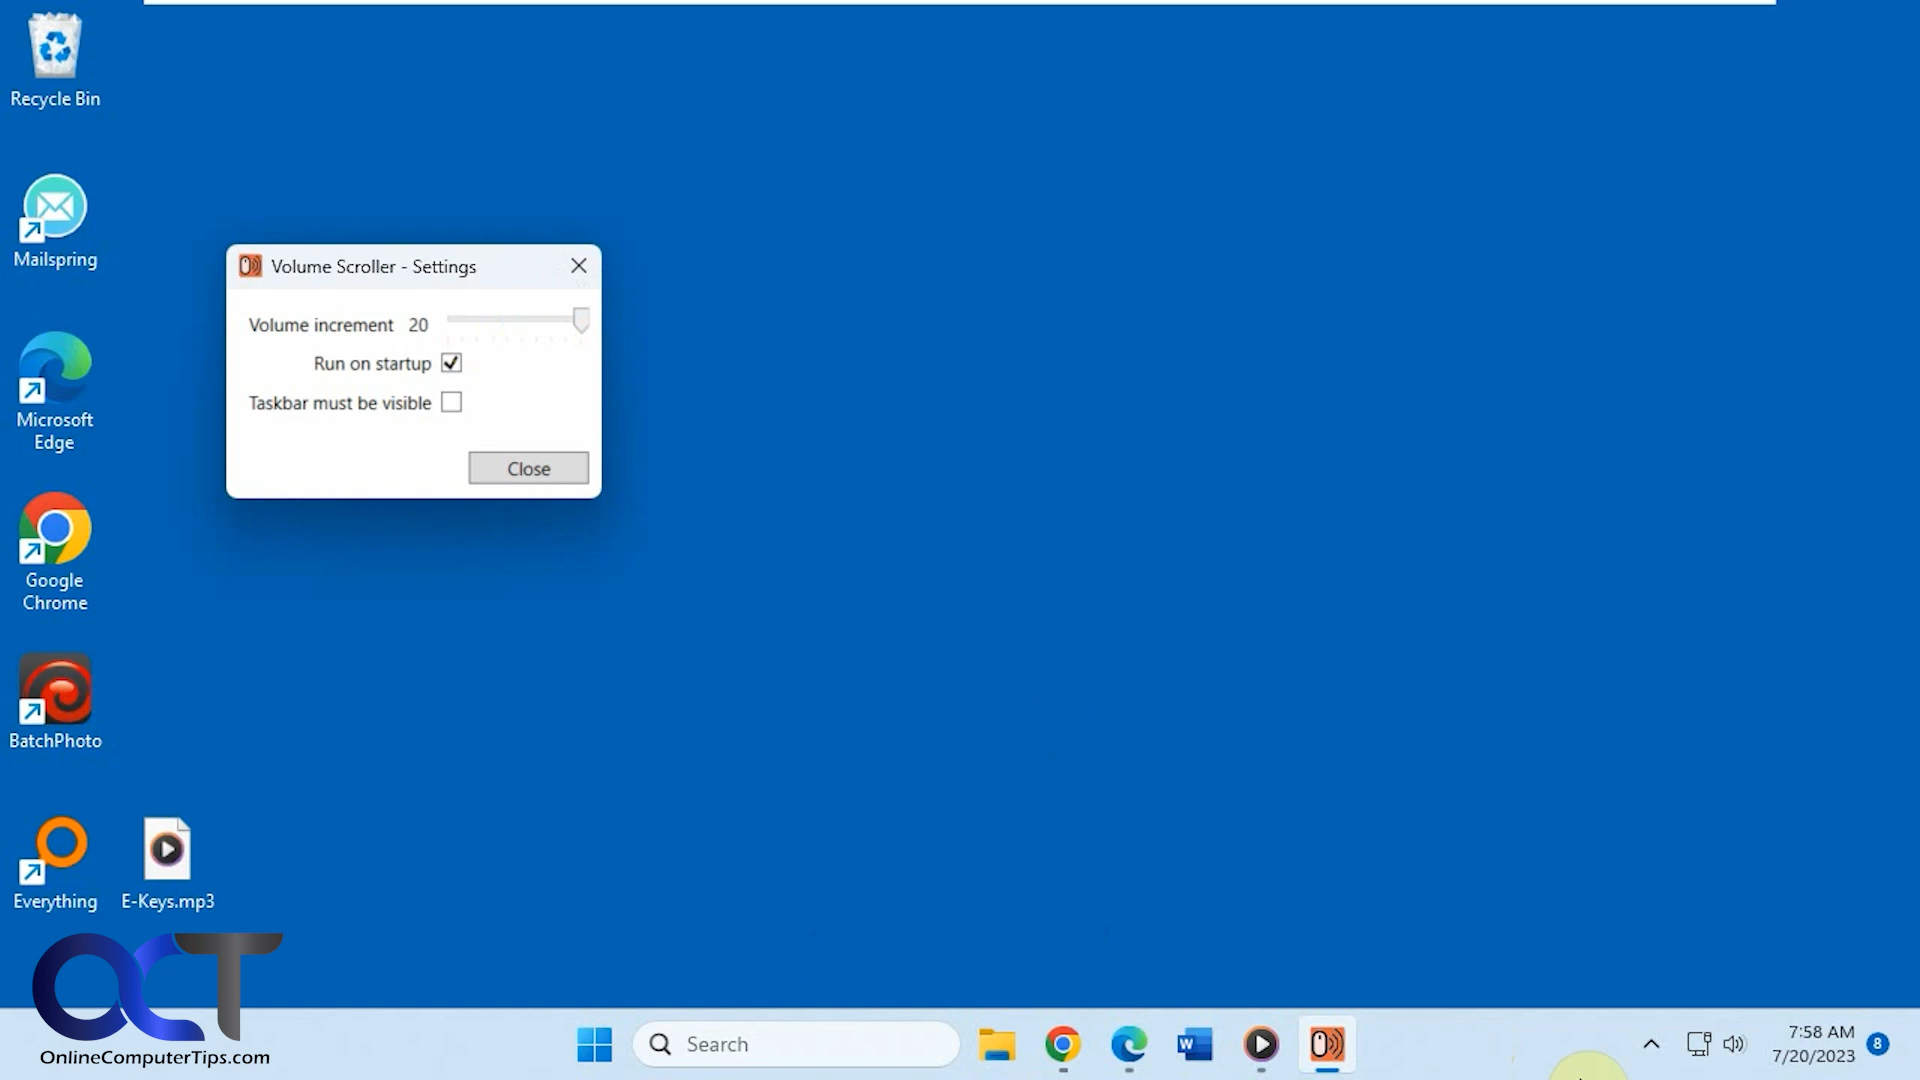 Recycle Bin
Mailspring
Microsoft
Edge
Google
Chrome
BatchPhoto
Everything
E-Keys.mp3
Volume Scroller - Settings
Volume increment 20
Run on startup
Taskbar must be visible
Close
OCT
OnlineComputerTips.com
Search
W
7:58 AM
7/20/2023
8